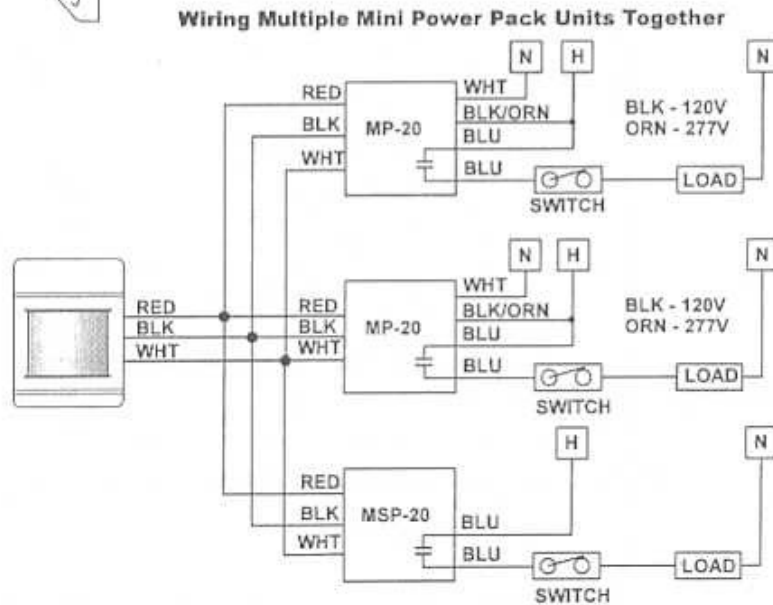 Wiring Multiple Mini Power Pack Units Together
N H N
RED WHT
BLK MP-20 BLK/ORN BLK - 120V
BLU ORN - 277V
WHT BLU LOAD
SWITCH
N H N
WHT
RED RED BLK/ORN BLK - 120V
BLK BLK MP-20 BLU ORN - 277V
WHT WHT BLU LOAD
SWITCH
H N
RED
BLK MSP-20 BLU
WHT BLU LOAD
SWITCH